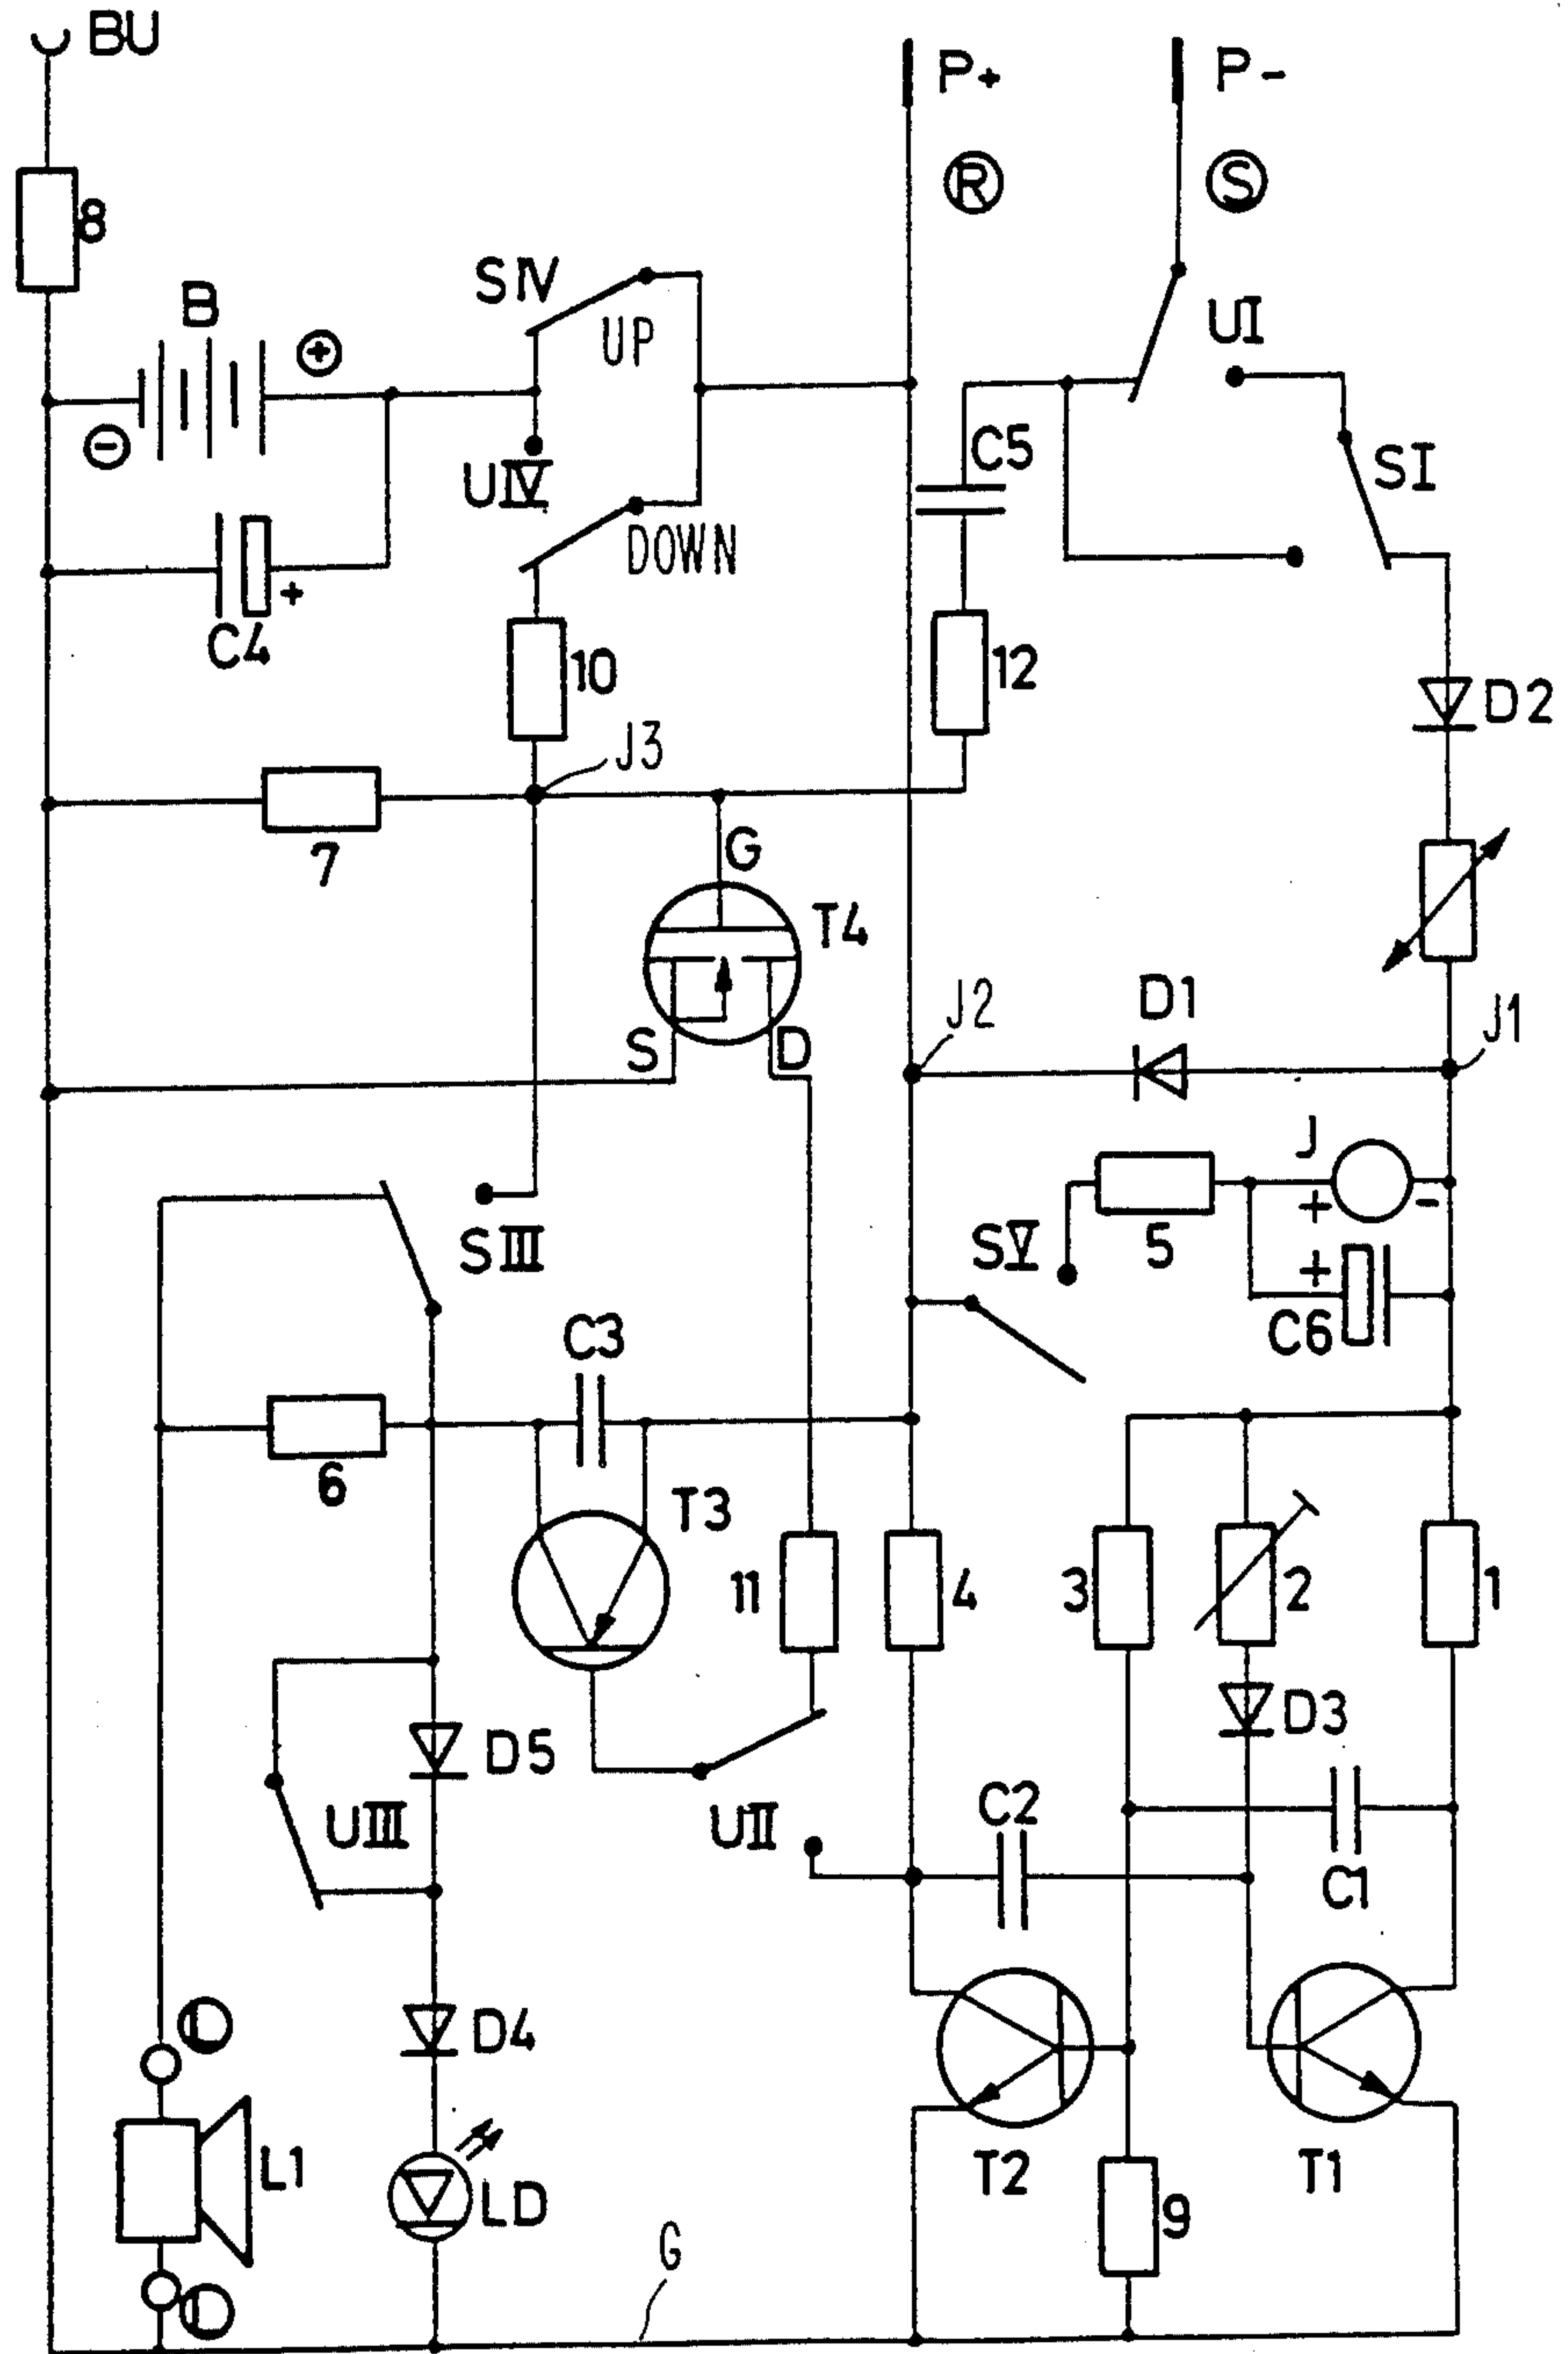 BU
P+
P-
R
S
8
B
+
-
SIV
UP
UI
C5
SI
UIV
DOWN
C4
+
10
12
D2
J3
7
G
T4
S
D
D1
J2
J1
J
+
-
5
SIII
SV
+
C6
C3
6
T3
11
4
3
2
1
D5
D3
UIII
UII
C2
C1
D4
L1
LD
T2
T1
9
G